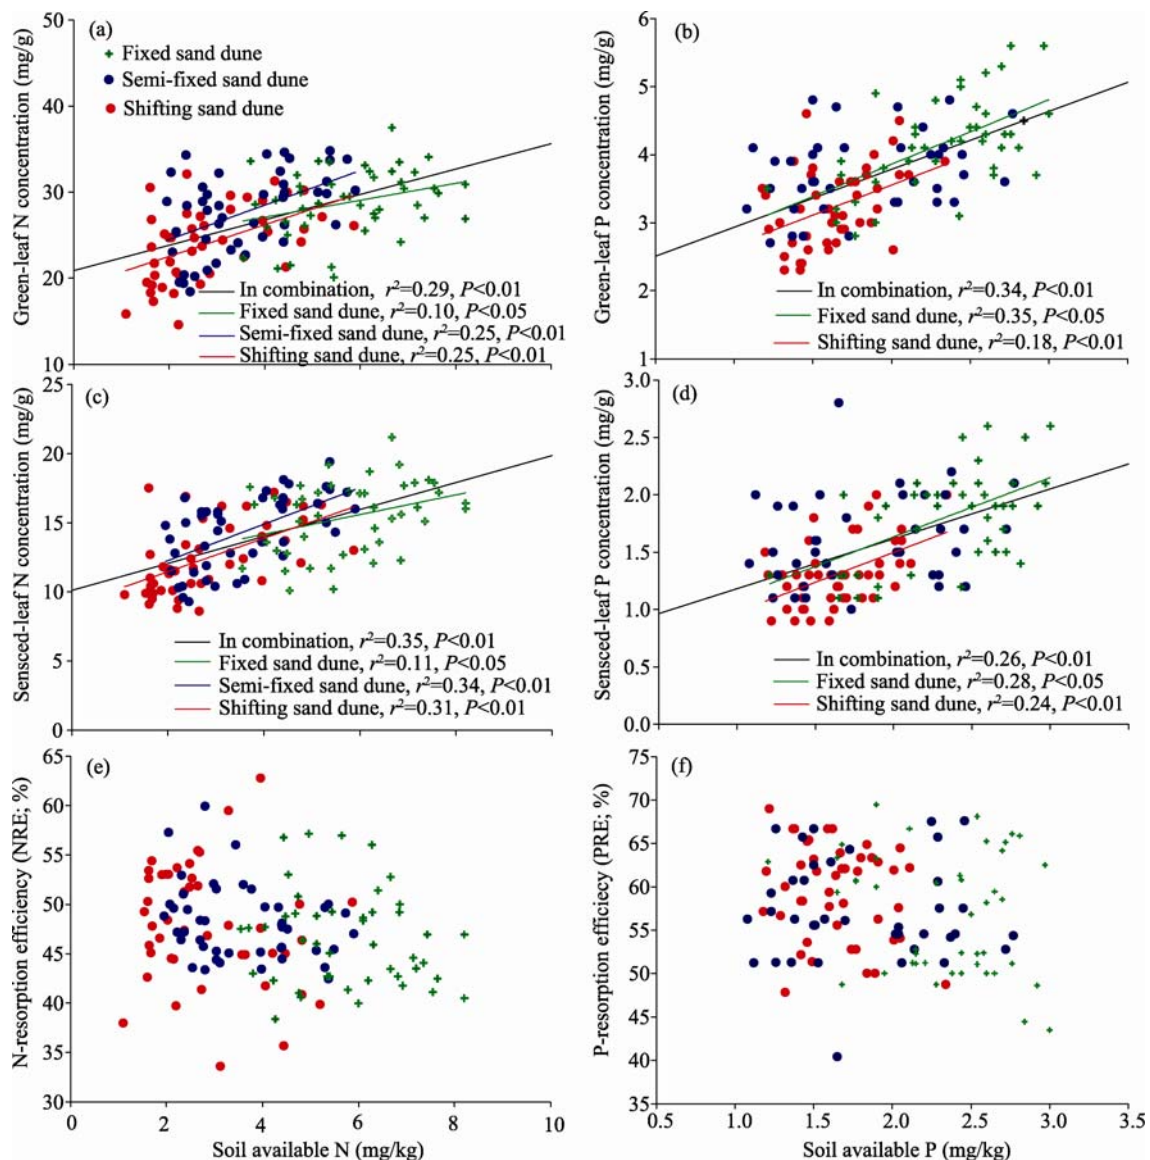 (a)
Fixed sand dune
Semi-fixed sand dune
Shifting sand dune
Green-leaf N concentration (mg/g)
50
40
30
20
10
In combination, r²=0.29, P<0.01
Fixed sand dune, r²=0.10, P<0.05
Semi-fixed sand dune, r²=0.25, P<0.01
Shifting sand dune, r²=0.25, P<0.01
(b)
Green-leaf P concentration (mg/g)
6
5
4
3
2
1
In combination, r²=0.34, P<0.01
Fixed sand dune, r²=0.35, P<0.05
Shifting sand dune, r²=0.18, P<0.01
(c)
Sensced-leaf N concentration (mg/g)
25
20
15
10
5
0
In combination, r²=0.35, P<0.01
Fixed sand dune, r²=0.11, P<0.05
Semi-fixed sand dune, r²=0.34, P<0.01
Shifting sand dune, r²=0.31, P<0.01
(d)
Sensced-leaf P concentration (mg/g)
3.0
2.5
2.0
1.5
1.0
0.5
0.0
In combination, r²=0.26, P<0.01
Fixed sand dune, r²=0.28, P<0.05
Shifting sand dune, r²=0.24, P<0.01
(e)
N-resorption efficiency (NRE; %)
65
60
55
50
45
40
35
30
0 2 4 6 8 10
Soil available N (mg/kg)
(f)
P-resorption efficiecy (PRE; %)
75
70
65
60
55
50
45
40
35
0.5 1.0 1.5 2.0 2.5 3.0 3.5
Soil available P (mg/kg)